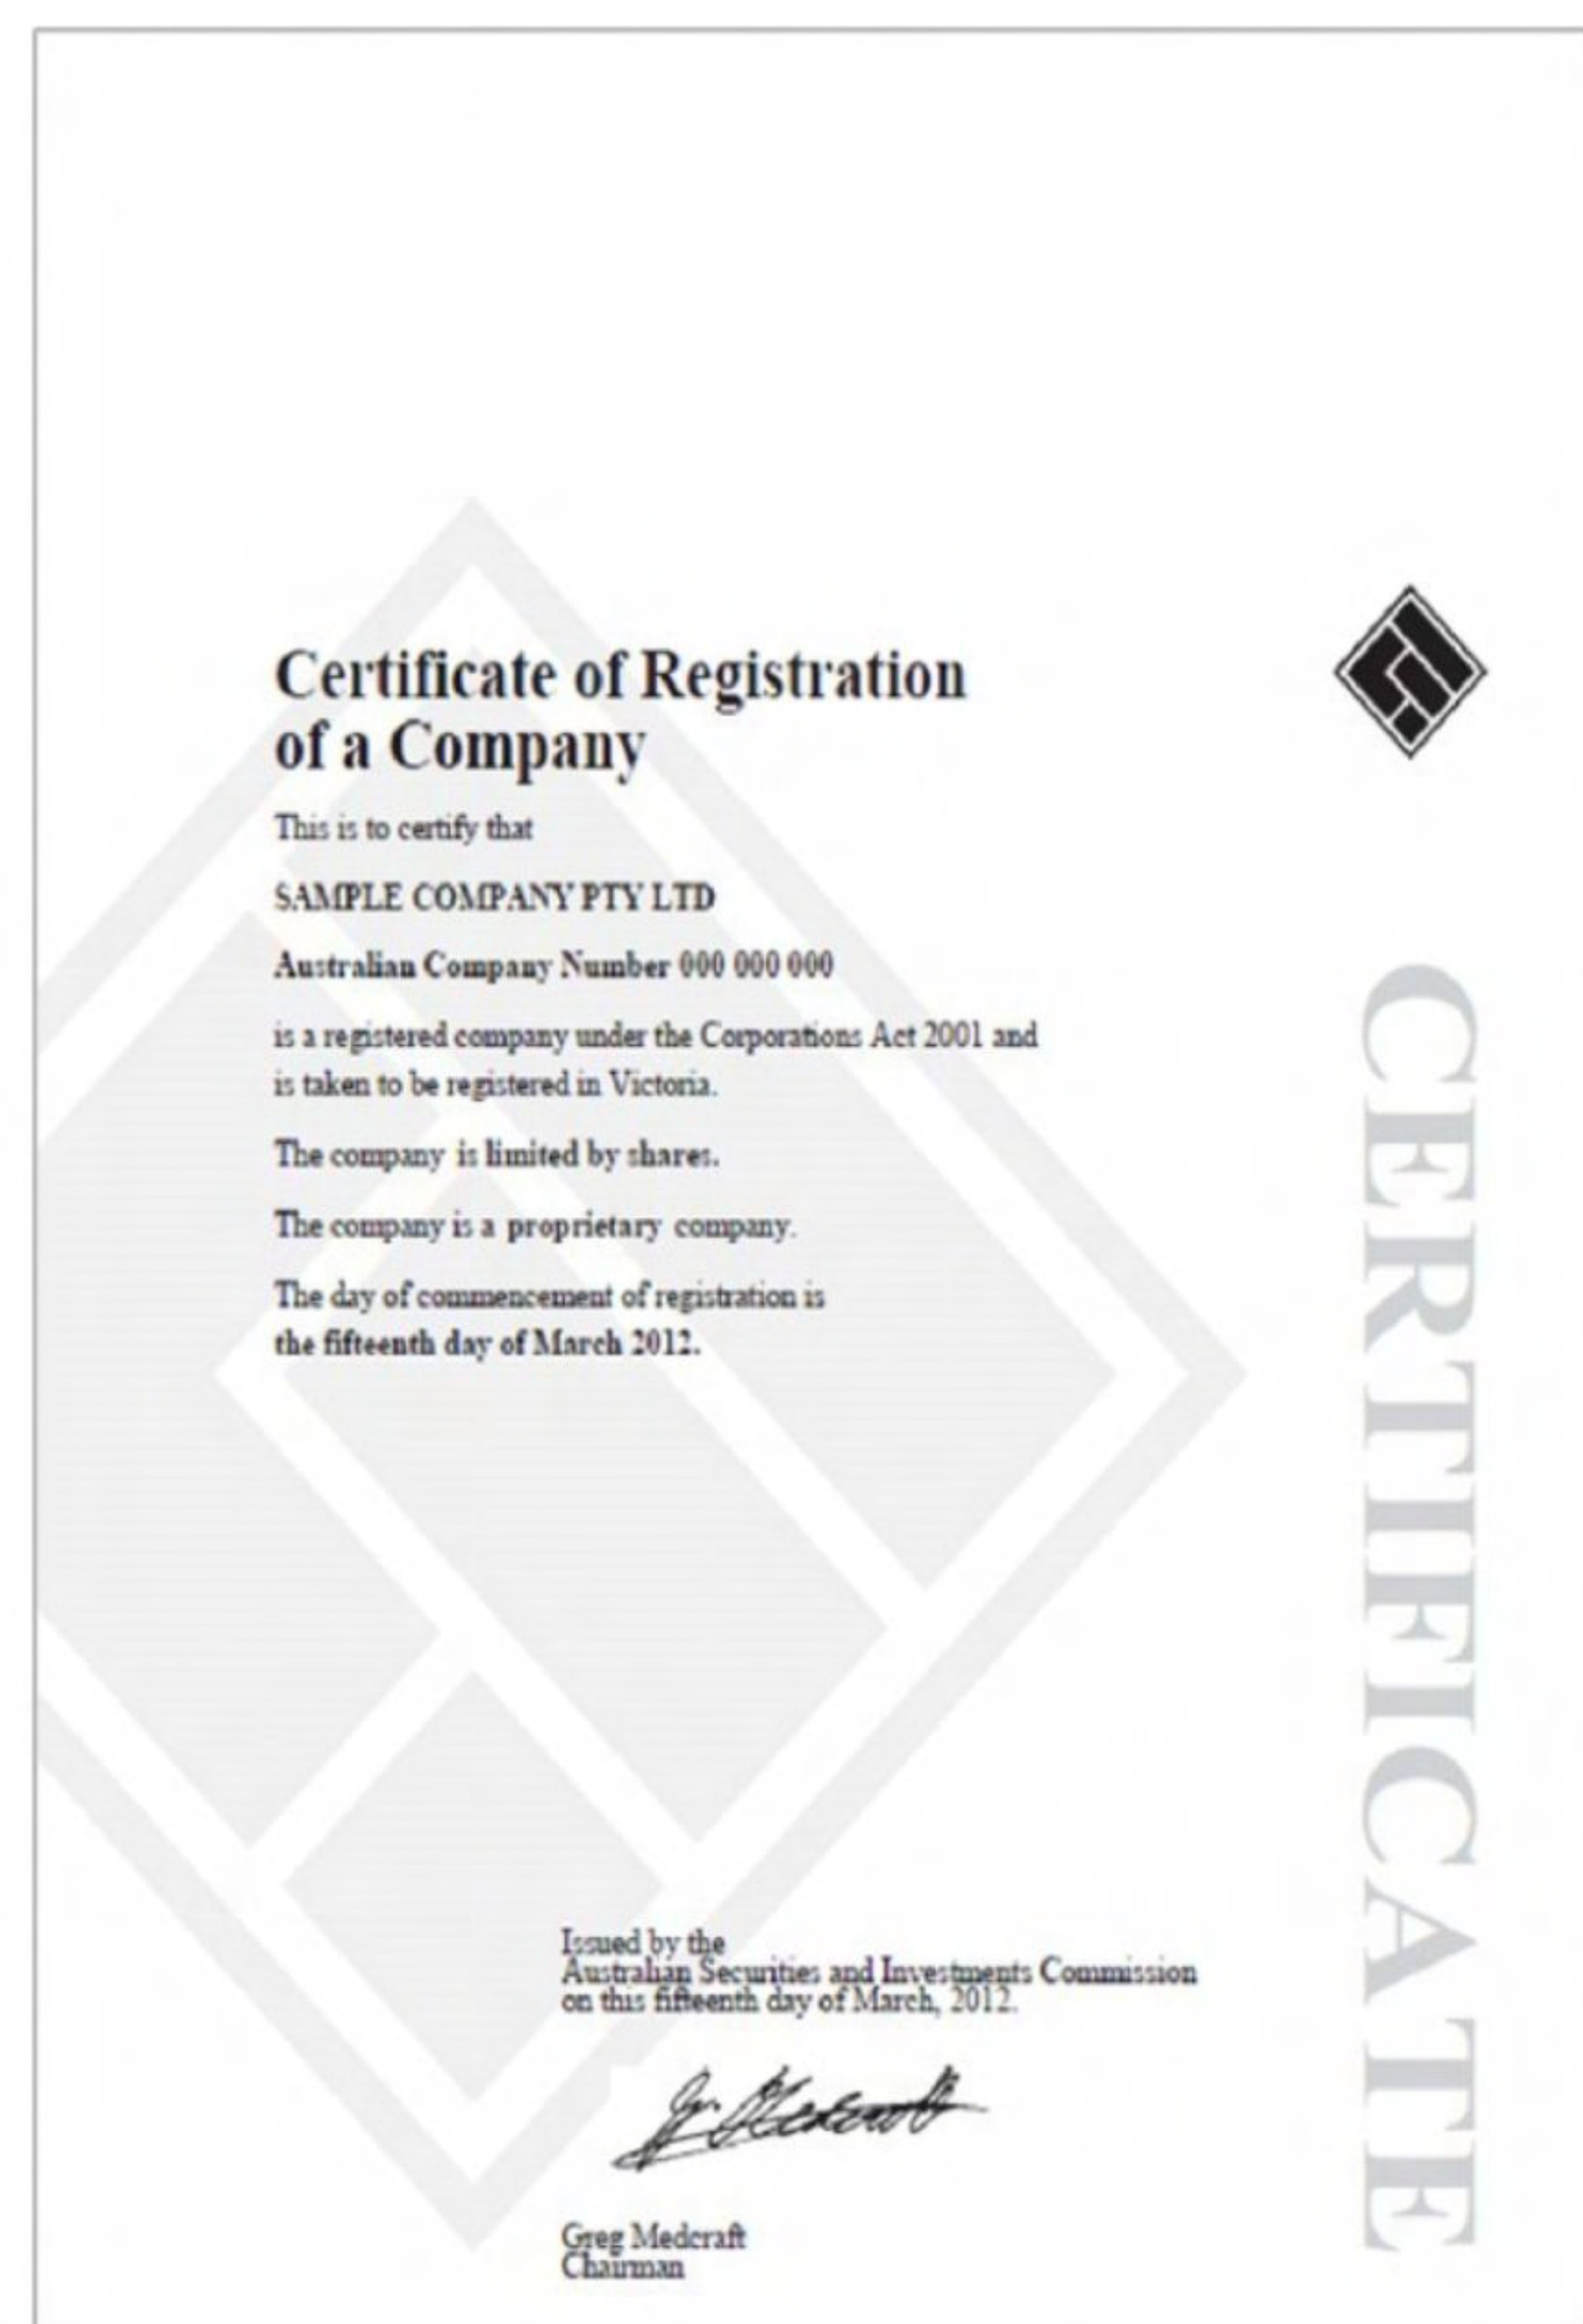 Certificate of Registration
of a Company
This is to certify that
SAMPLE COMPANY PTY LTD
Australian Company Number 000 000 000
is a registered company under the Corporations Act 2001 and
is taken to be registered in Victoria.
The company is limited by shares.
The company is a proprietary company.
The day of commencement of registration is
the fifteenth day of March 2012.
CERTIFICATE
Issued by the
Australian Securities and Investments Commission
on this fifteenth day of March, 2012.
G. Medcraft
Greg Medcraft
Chairman